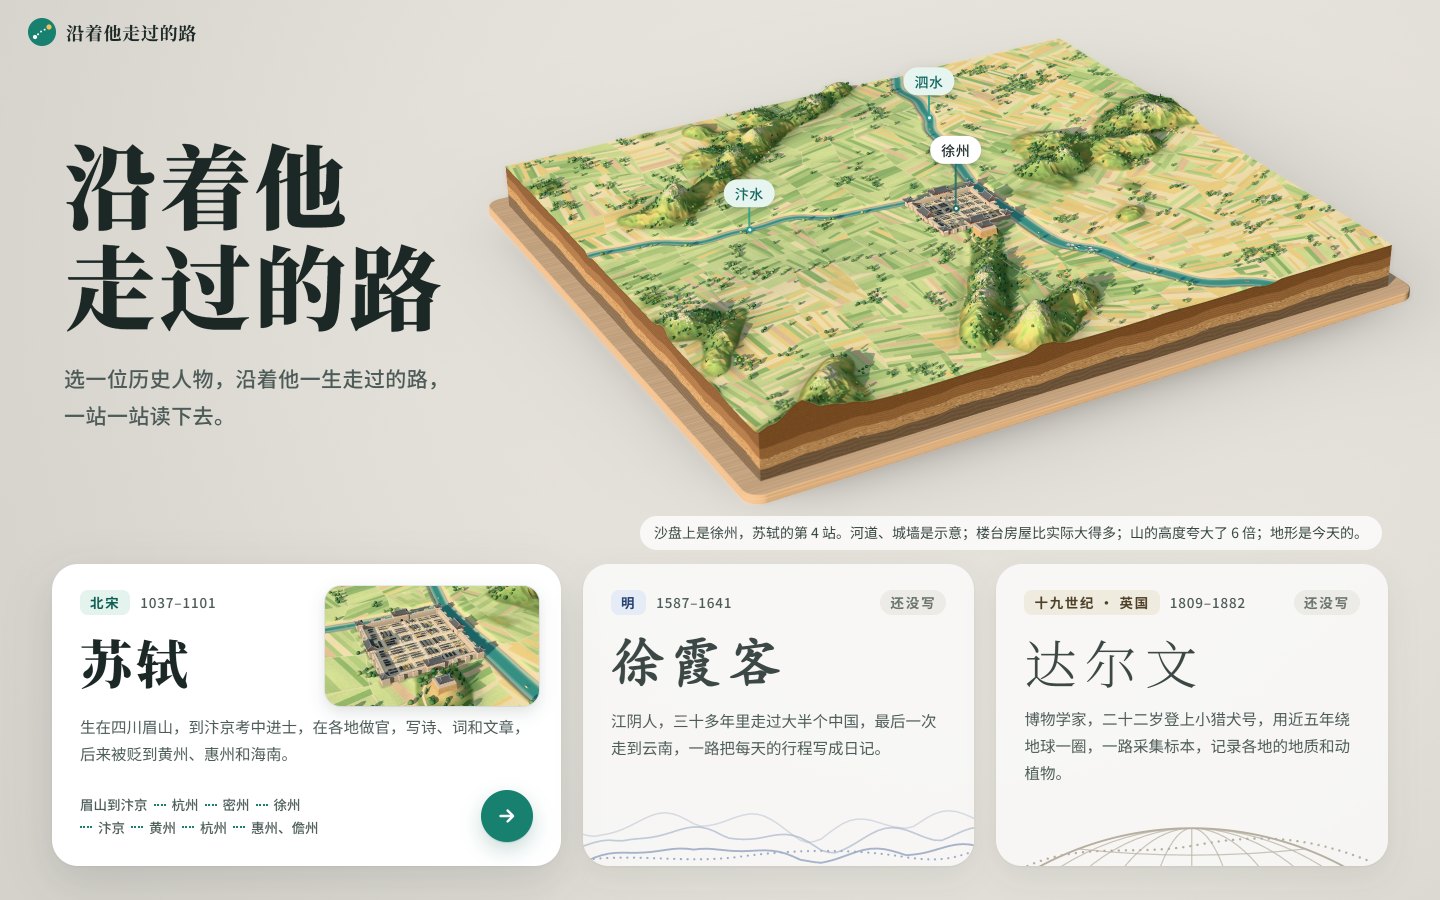 沿着他走过的路
沿着他
走过的路
选一位历史人物，沿着他一生走过的路，
一站一站读下去。
泗水
徐州
汴水
沙盘上是徐州，苏轼的第 4 站。河道、城墙是示意；楼台房屋比实际大得多；山的高度夸大了 6 倍；地形是今天的。
北宋 1037–1101
苏轼
生在四川眉山，到汴京考中进士，在各地做官，写诗、词和文章，
后来被贬到黄州、惠州和海南。
眉山到汴京 杭州 密州 徐州
汴京 黄州 杭州 惠州、儋州
明 1587–1641 还没写
徐霞客
江阴人，三十多年里走过大半个中国，最后一次
走到云南，一路把每天的行程写成日记。
十九世纪 · 英国 1809–1882 还没写
达尔文
博物学家，二十二岁登上小猎犬号，用近五年绕
地球一圈，一路采集标本，记录各地的地质和动
植物。